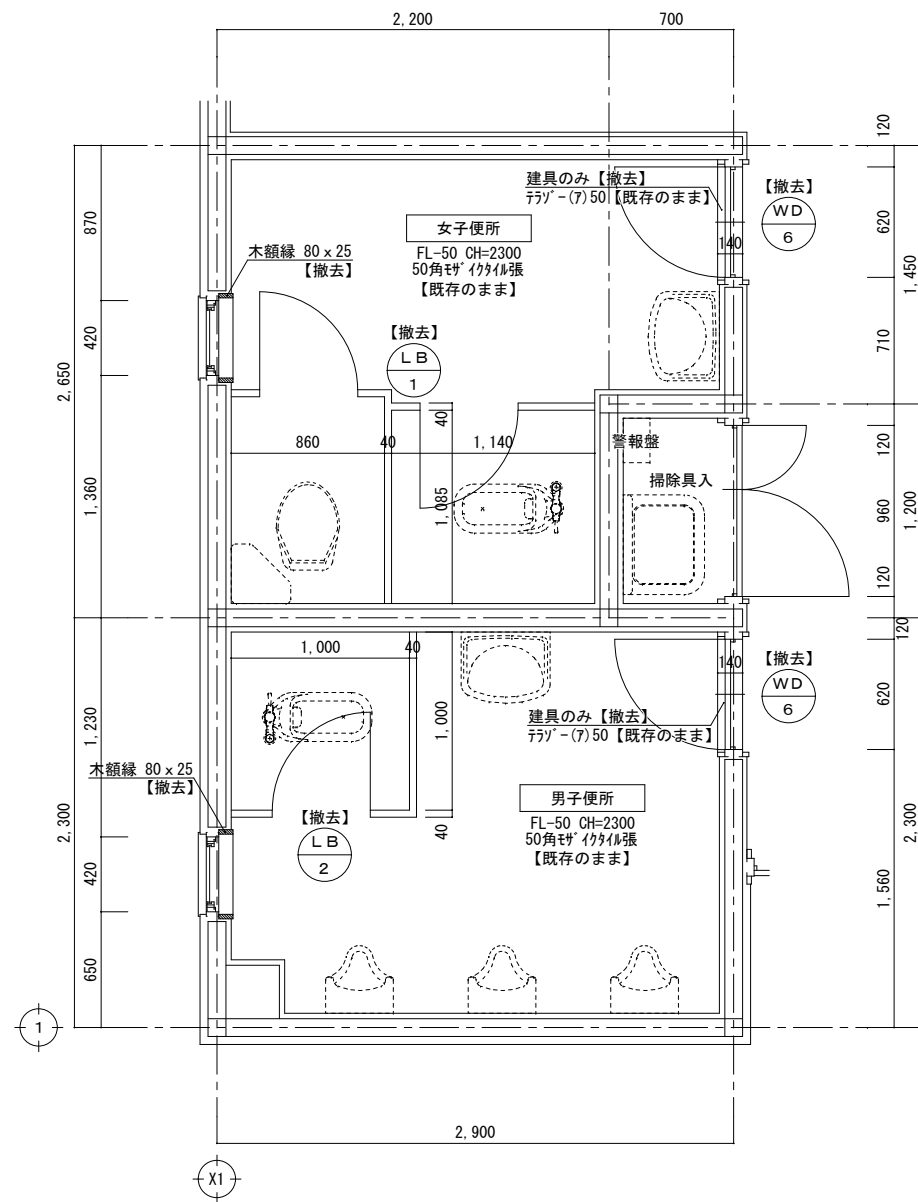 2,200
700
120
建具のみ【撤去】
ﾃﾗｿﾞｰ(ｱ)50【既存のまま】
【撤去】
WD
6
140
620
1,450
870
女子便所
FL-50 CH=2300
50角ﾓｻﾞｲｸﾀｲﾙ張
【既存のまま】
木額縁 80x25
【撤去】
420
2,650
【撤去】
LB
1
710
40
860
40
1,140
警報盤
120
掃除具入
1,085
1,360
960
1,200
120
120
1,000
40
140
【撤去】
WD
6
620
建具のみ【撤去】
ﾃﾗｿﾞｰ(ｱ)50【既存のまま】
1,000
1,230
木額縁 80x25
【撤去】
男子便所
FL-50 CH=2300
50角ﾓｻﾞｲｸﾀｲﾙ張
【既存のまま】
【撤去】
LB
2
40
2,300
420
2,300
1,560
650
1
2,900
X1